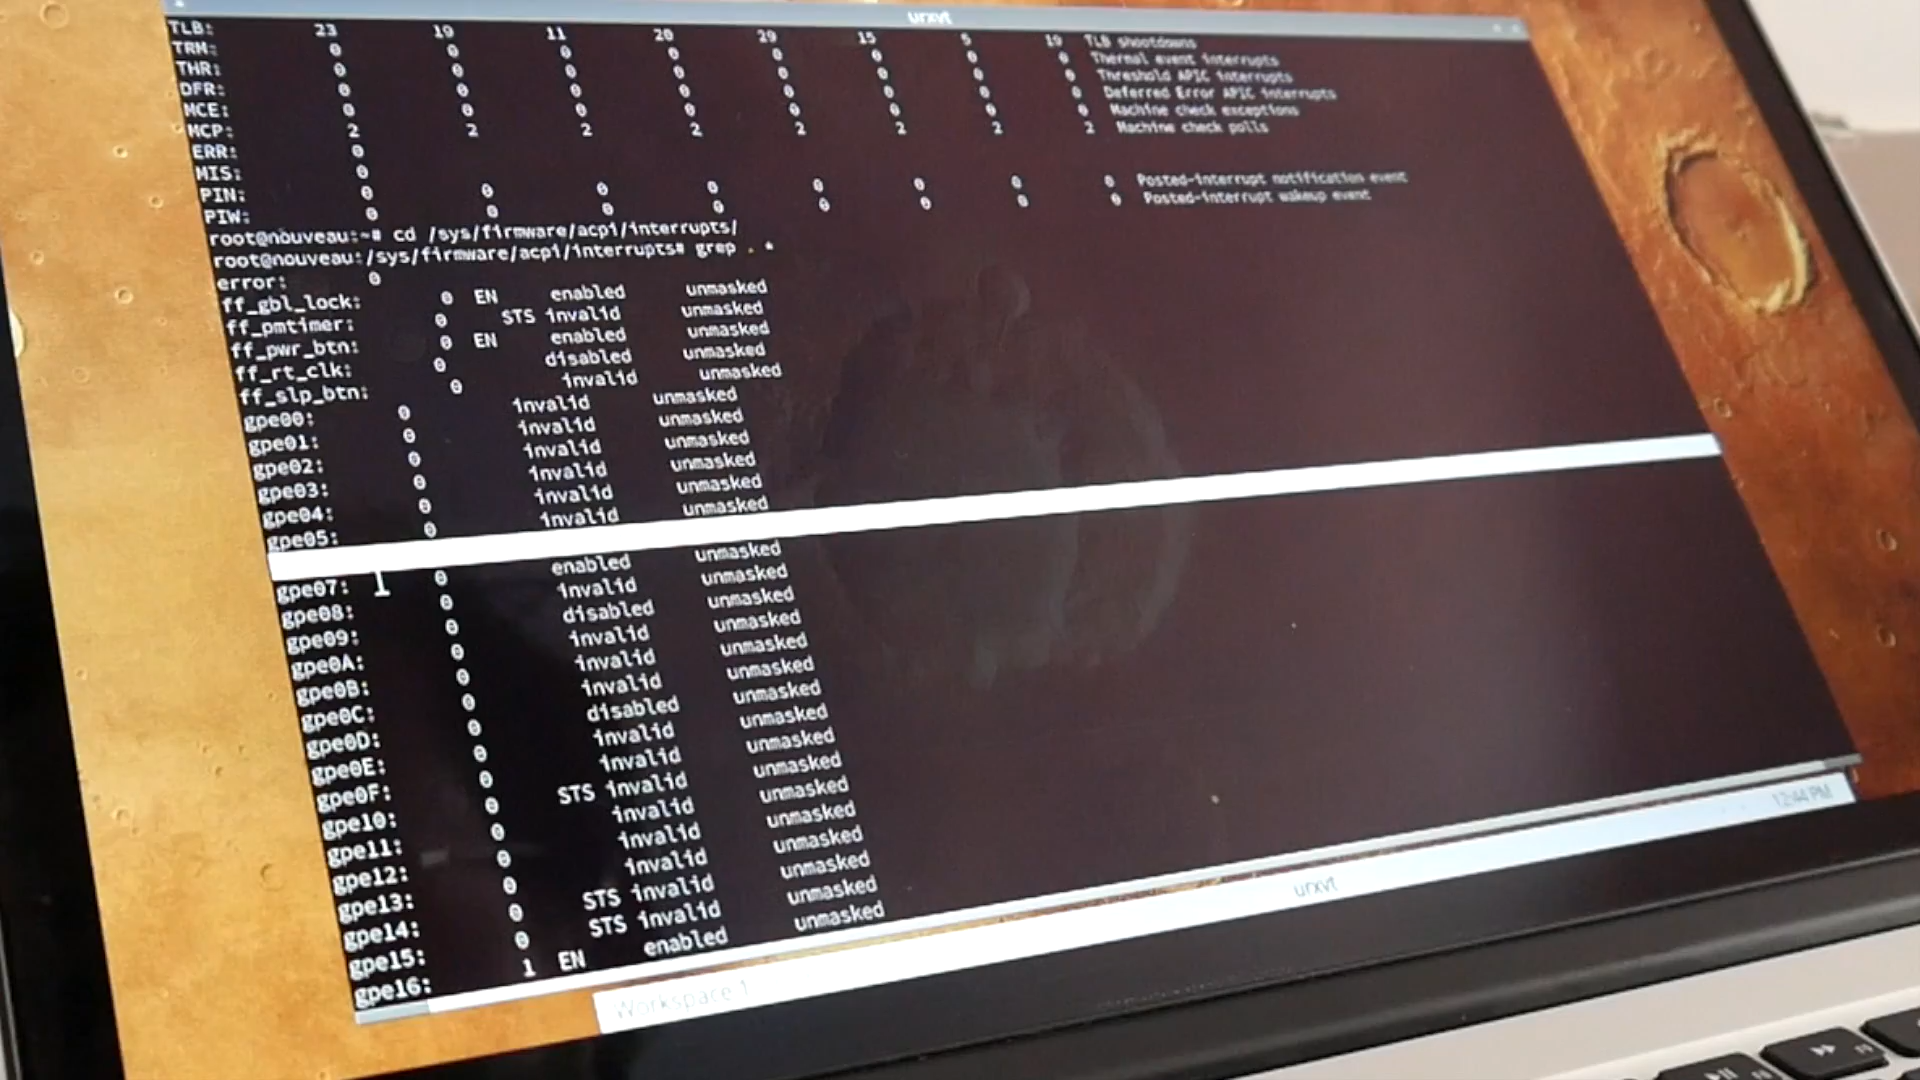 urxvt
TLB: 23 19 11 20 29 15 5 19 TLB shootdowns
TRM: 0 0 0 0 0 0 0 0 Thermal event interrupts
THR: 0 0 0 0 0 0 0 0 Threshold APIC interrupts
DFR: 0 0 0 0 0 0 0 0 Deferred Error APIC interrupts
MCE: 0 0 0 0 0 0 0 0 Machine check exceptions
MCP: 2 2 2 2 2 2 2 2 Machine check polls
ERR: 0
MIS: 0
PIN: 0 0 0 0 0 0 0 0 Posted-interrupt notification event
PIW: 0 0 0 0 0 0 0 0 Posted-interrupt wakeup event
root@nouveau:~# cd /sys/firmware/acpi/interrupts/
root@nouveau:/sys/firmware/acpi/interrupts# grep . *
error: 0
ff_gbl_lock: 0 EN enabled unmasked
ff_pmtimer: 0 STS invalid unmasked
ff_pwr_btn: 0 EN enabled unmasked
ff_rt_clk: 0 disabled unmasked
ff_slp_btn: 0 invalid unmasked
gpe00: 0 invalid unmasked
gpe01: 0 invalid unmasked
gpe02: 0 invalid unmasked
gpe03: 0 invalid unmasked
gpe04: 0 invalid unmasked
gpe05: 0 invalid unmasked
gpe07: 0 enabled unmasked
gpe08: 0 invalid unmasked
gpe09: 0 disabled unmasked
gpe0A: 0 invalid unmasked
gpe0B: 0 invalid unmasked
gpe0C: 0 invalid unmasked
gpe0D: 0 disabled unmasked
gpe0E: 0 invalid unmasked
gpe0F: 0 invalid unmasked
gpe10: 0 STS invalid unmasked
gpe11: 0 invalid unmasked
gpe12: 0 invalid unmasked
gpe13: 0 invalid unmasked
gpe14: 0 STS invalid unmasked
gpe15: 0 STS invalid unmasked
gpe16: 1 EN enabled unmasked
Workspace 1 urxvt 12:44 PM